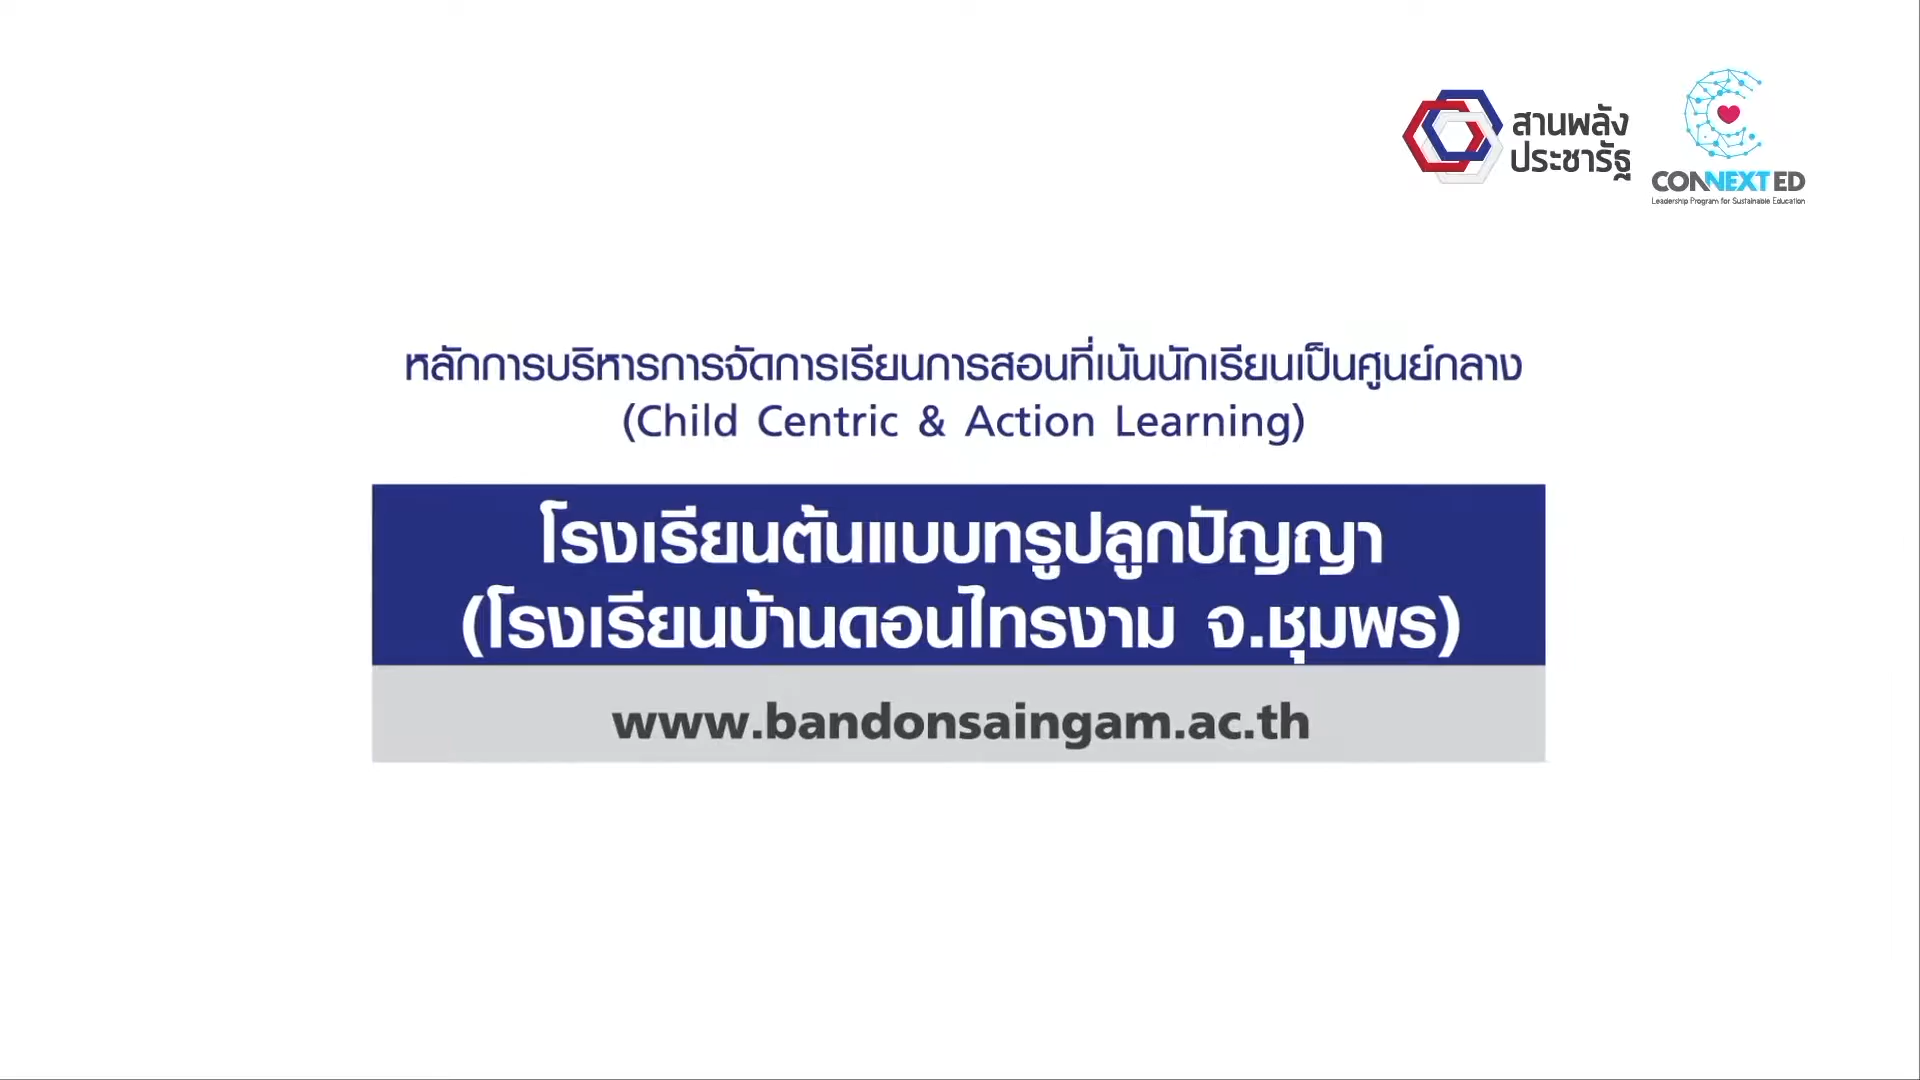 สานพลัง
ประชารัฐ
CONNEXT ED
Leadership Program for Sustainable Education
หลักการบริหารการจัดการเรียนการสอนที่เน้นนักเรียนเป็นศูนย์กลาง
(Child Centric & Action Learning)
โรงเรียนต้นแบบทรูปลูกปัญญา
(โรงเรียนบ้านดอนไทรงาม จ.ชุมพร)
www.bandonsaingam.ac.th